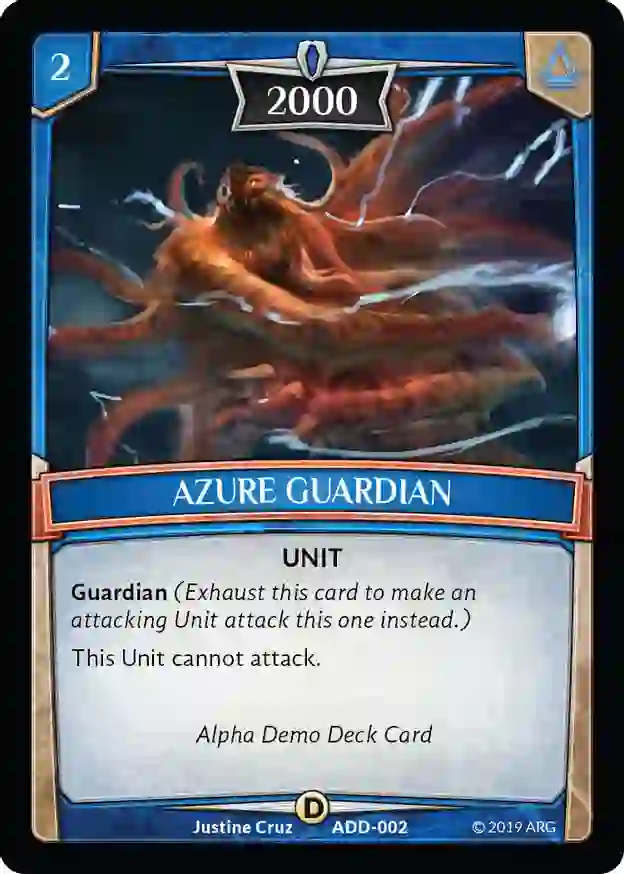 2
2000
AZURE GUARDIAN
UNIT
Guardian (Exhaust this card to make an
attacking Unit attack this one instead.)
This Unit cannot attack.
Alpha Demo Deck Card
D
Justine Cruz ADD-002 © 2019 ARG